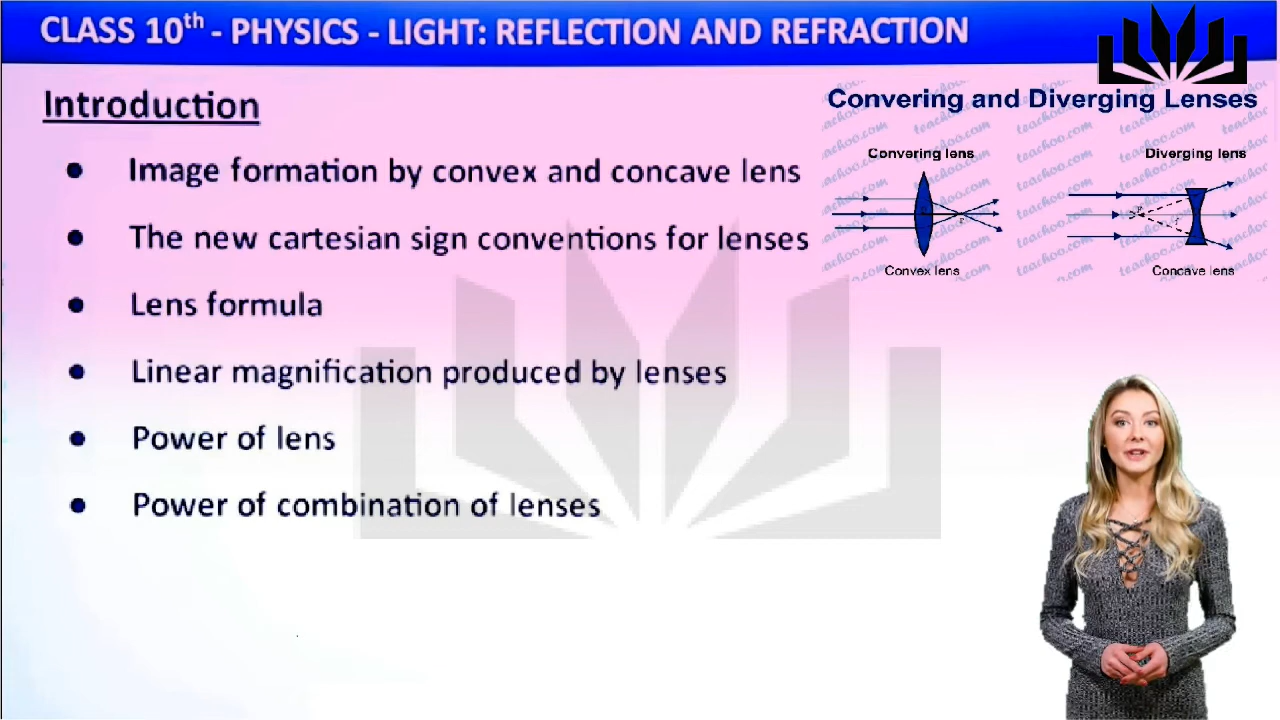 CLASS 10th - PHYSICS - LIGHT: REFLECTION AND REFRACTION
Introduction
● Image formation by convex and concave lens
● The new cartesian sign conventions for lenses
● Lens formula
● Linear magnification produced by lenses
● Power of lens
● Power of combination of lenses
Convering and Diverging Lenses
Convering lens
Diverging lens
Convex lens
Concave lens
teachoo.com